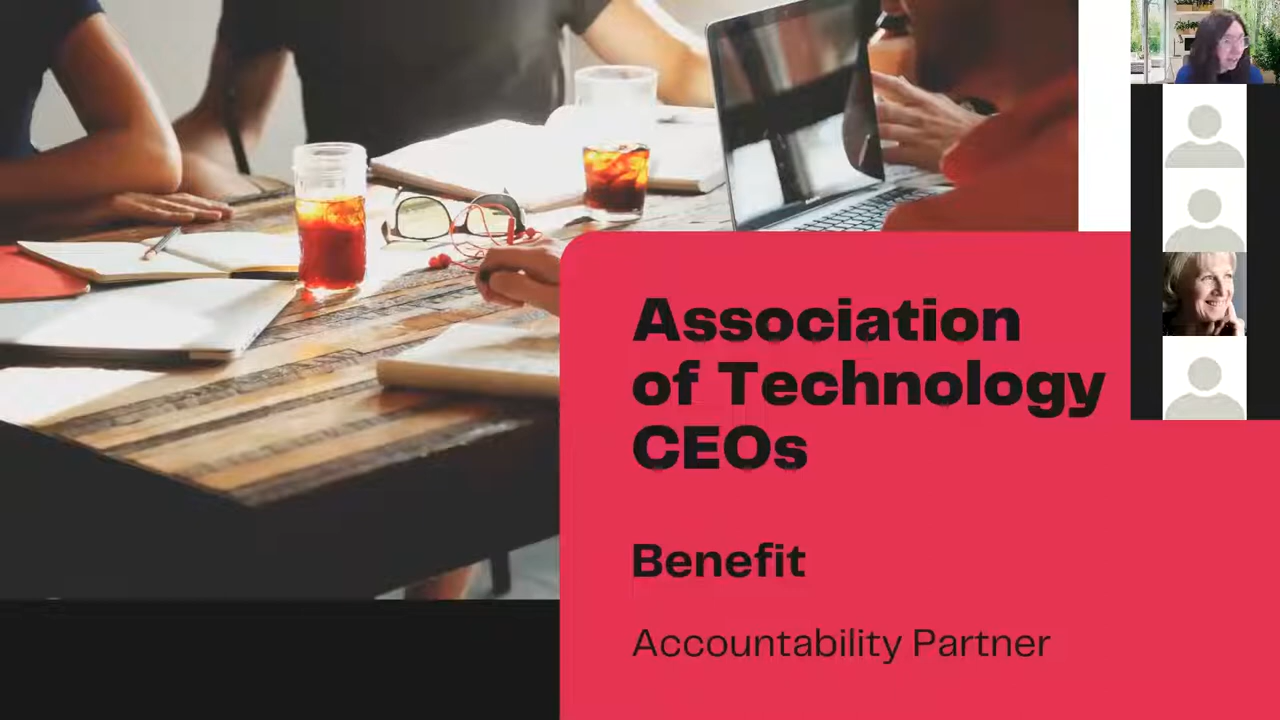 Association
of Technology
CEOs
Benefit
Accountability Partner